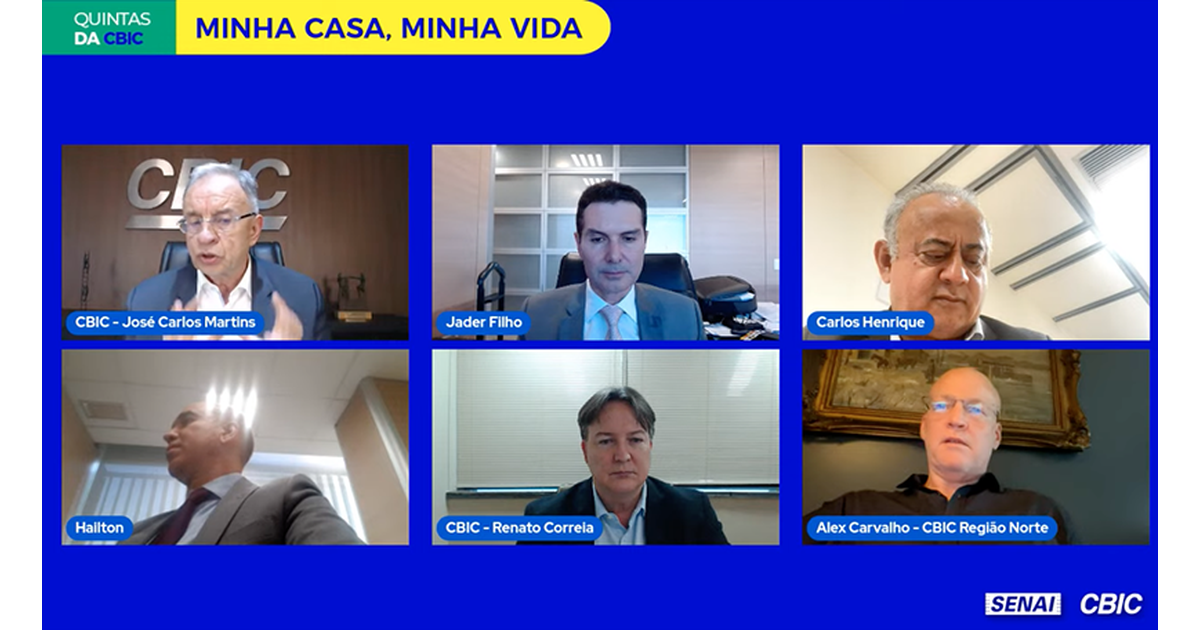 QUINTAS
DA CBIC
MINHA CASA, MINHA VIDA
CBIC
CBIC - José Carlos Martins
Jader Filho
Carlos Henrique
Hailton
CBIC - Renato Correia
Alex Carvalho - CBIC Região Norte
SENAI
CBIC